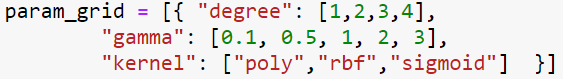 param_grid = [{ "degree": [1,2,3,4],
"gamma": [0.1, 0.5, 1, 2, 3],
"kernel": ["poly","rbf","sigmoid"]  }]